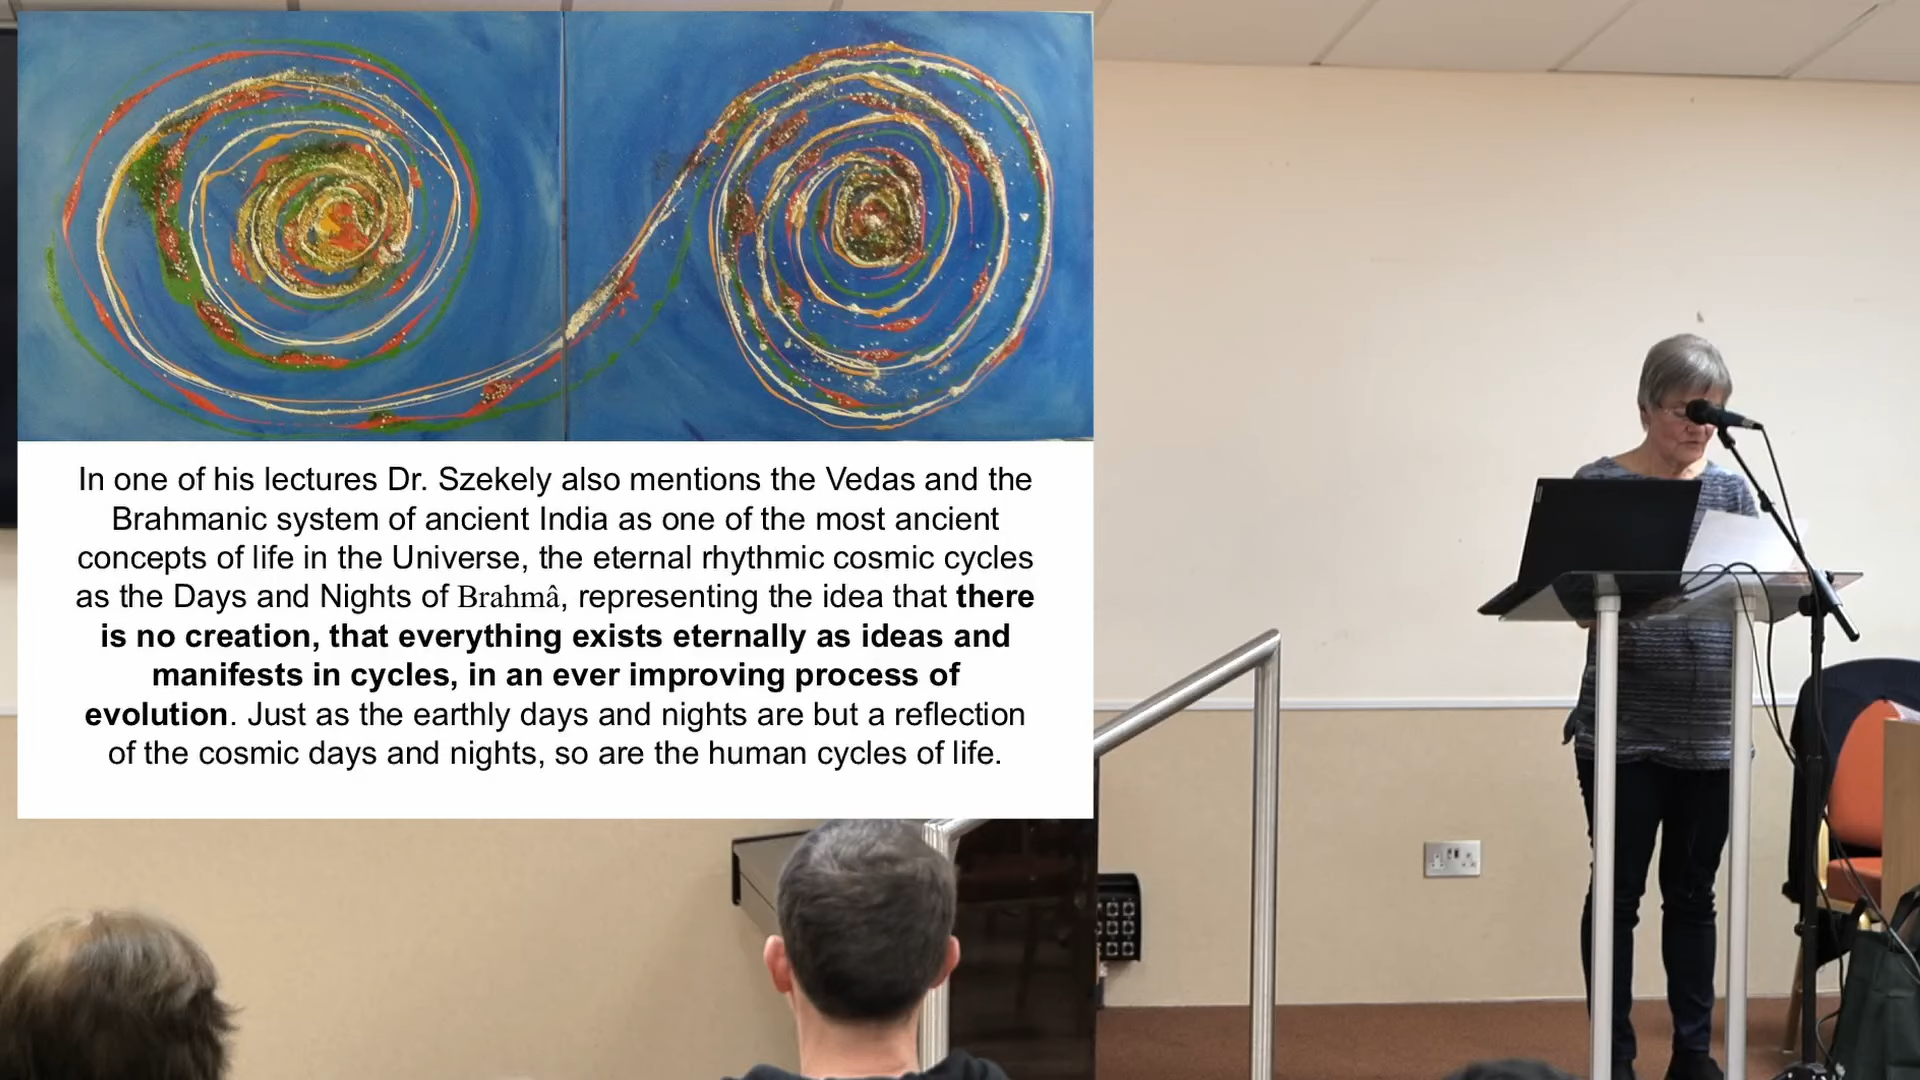 In one of his lectures Dr. Szekely also mentions the Vedas and the
Brahmanic system of ancient India as one of the most ancient
concepts of life in the Universe, the eternal rhythmic cosmic cycles
as the Days and Nights of Brahmâ, representing the idea that there
is no creation, that everything exists eternally as ideas and
manifests in cycles, in an ever improving process of
evolution. Just as the earthly days and nights are but a reflection
of the cosmic days and nights, so are the human cycles of life.